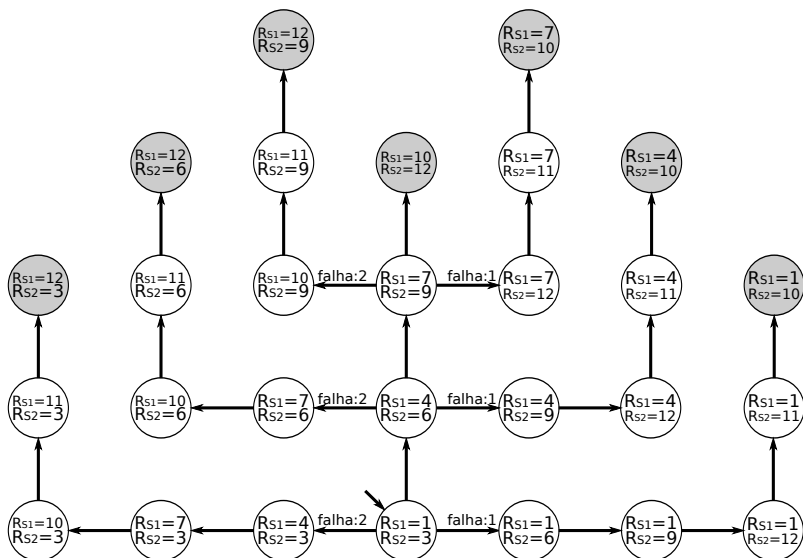 RS1=12
RS2=9
RS1=7
RS2=10
RS1=12
RS2=6
RS1=11
RS2=9
RS1=10
RS2=12
RS1=7
RS2=11
RS1=4
RS2=10
RS1=12
RS2=3
RS1=11
RS2=6
RS1=10
RS2=9
falha:2
RS1=7
RS2=9
falha:1
RS1=7
RS2=12
RS1=4
RS2=11
RS1=1
RS2=10
RS1=11
RS2=3
RS1=10
RS2=6
RS1=7
RS2=6
falha:2
RS1=4
RS2=6
falha:1
RS1=4
RS2=9
RS1=4
RS2=12
RS1=1
RS2=11
RS1=10
RS2=3
RS1=7
RS2=3
RS1=4
RS2=3
falha:2
RS1=1
RS2=3
falha:1
RS1=1
RS2=6
RS1=1
RS2=9
RS1=1
RS2=12